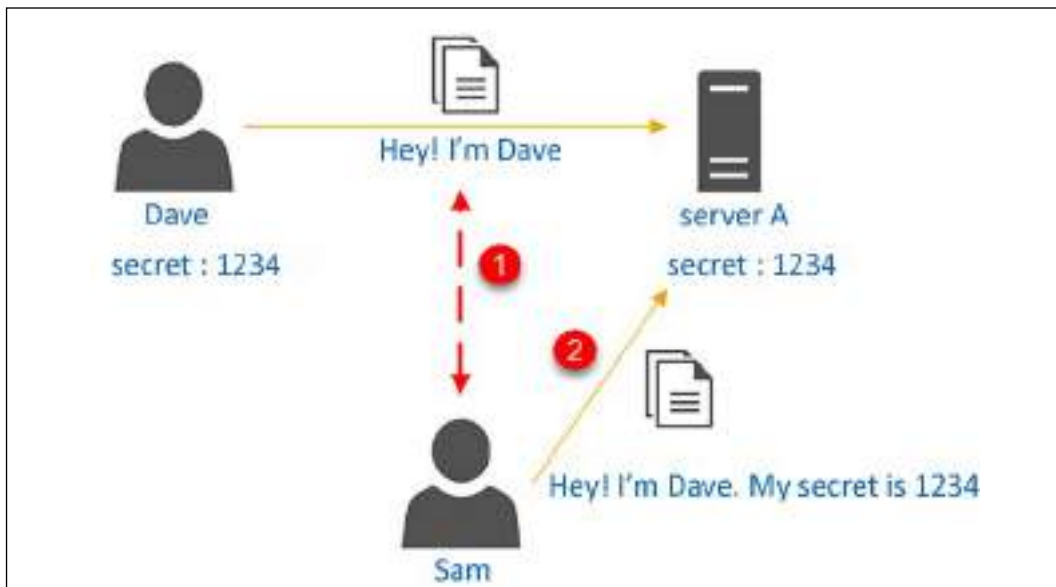 Hey! I'm Dave
Dave
secret : 1234
server A
secret : 1234
1
2
Hey! I'm Dave. My secret is 1234
Sam